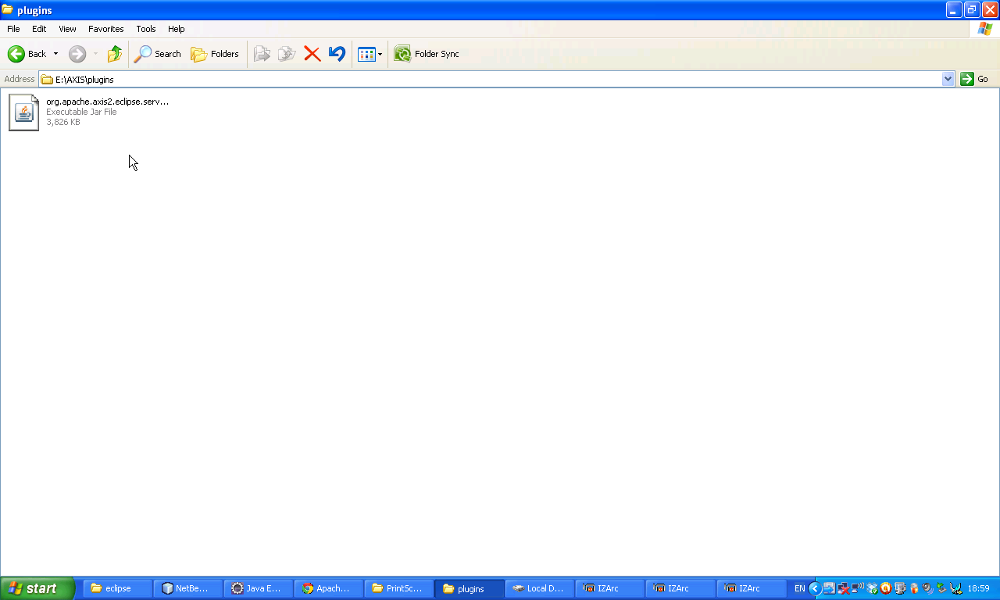 plugins
File Edit View Favorites Tools Help
Back Search Folders Folder Sync
Address E:\AXIS\plugins Go
org.apache.axis2.eclipse.serv...
Executable Jar File
3,826 KB
start eclipse NetBe... Java E... Apach... PrintSc... plugins Local D... IZArc IZArc IZArc EN 18:59